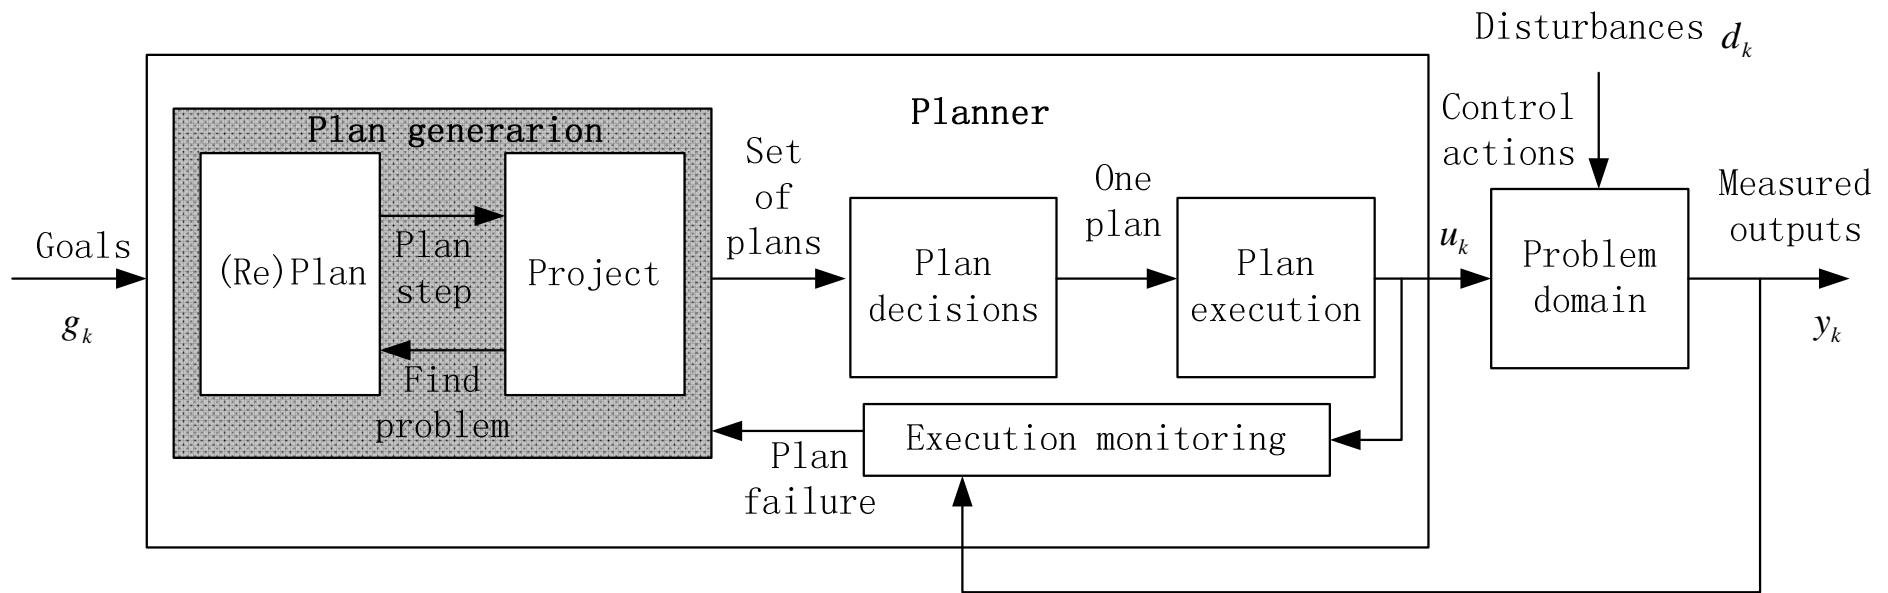 Disturbances d_k
Planner
Control
actions
Plan generarion
Set
of
plans
One
plan
Measured
outputs
Goals
g_k
(Re)Plan
Plan
step
Project
Find
problem
Plan
decisions
Plan
execution
u_k
Problem
domain
y_k
Execution monitoring
Plan
failure